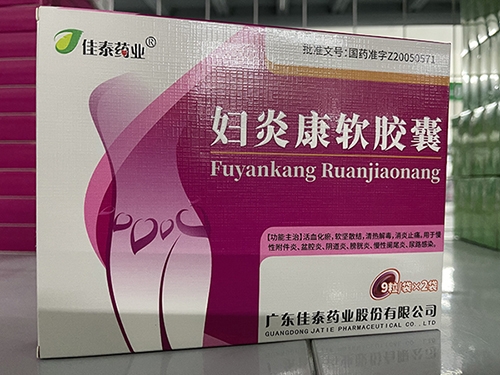 佳泰药业®
批准文号:国药准字Z20050571
妇炎康软胶囊
Fuyankang Ruanjiaonang
【功能主治】活血化瘀,软坚散结,清热解毒,消炎止痛。用于慢
性附件炎、盆腔炎、阴道炎、膀胱炎、慢性阑尾炎、尿路感染。
9粒/袋×2袋
广东佳泰药业股份有限公司
GUANGDONG JATIE PHARMACEUTICAL CO., LTD.